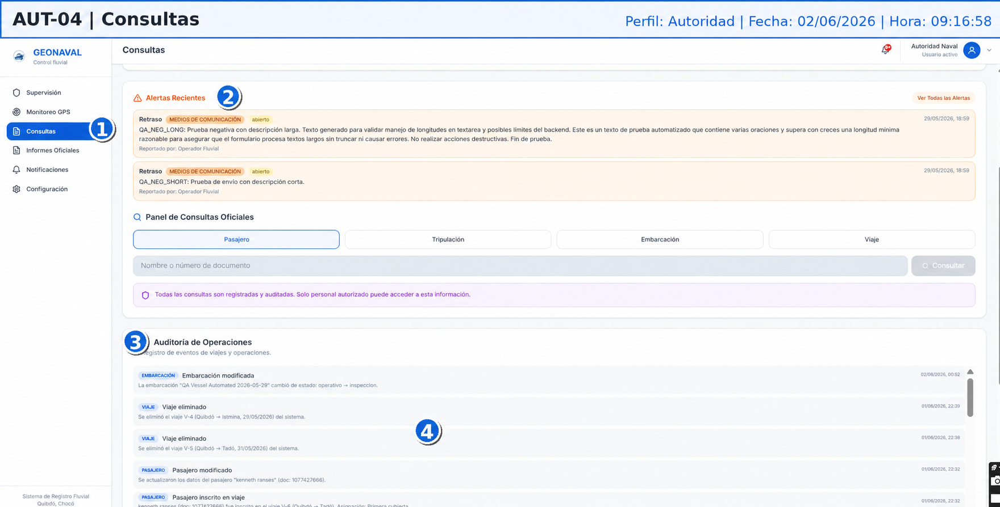 AUT-04 | Consultas
Perfil: Autoridad | Fecha: 02/06/2026 | Hora: 09:16:58
GEONAVAL
Control fluvial
Consultas
9+
Autoridad Naval
Usuario activo
Supervisión
Monitoreo GPS
Consultas
1
Informes Oficiales
Notificaciones
Configuración
Alertas Recientes
2
Ver Todas las Alertas
Retraso MEDIOS DE COMUNICACIÓN abierto
29/05/2026, 18:59
QA_NEG_LONG: Prueba negativa con descripción larga. Texto generado para validar manejo de longitudes en textarea y posibles límites del backend. Este es un texto de prueba automatizado que contiene varias oraciones y supera con creces una longitud mínima
razonable para asegurar que el formulario procesa textos largos sin truncar ni causar errores. No realizar acciones destructivas. Fin de prueba.
Reportado por: Operador Fluvial
Retraso MEDIOS DE COMUNICACIÓN abierto
29/05/2026, 18:59
QA_NEG_SHORT: Prueba de envio con descripción corta.
Reportado por: Operador Fluvial
Panel de Consultas Oficiales
Pasajero
Tripulación
Embarcación
Viaje
Nombre o número de documento
Consultar
Todas las consultas son registradas y auditadas. Solo personal autorizado puede acceder a esta información.
3
Auditoría de Operaciones
egistro de eventos de viajes y operaciones.
EMBARCACIÓN Embarcación modificada
02/06/2026, 00:52
La embarcación "QA Vessel Automated 2026-05-29" cambió de estado: operativo → inspeccion.
VIAJE Viaje eliminado
01/06/2026, 22:39
Se eliminó el viaje V-4 (Quibdó → Istmina, 29/05/2026) del sistema.
4
VIAJE Viaje eliminado
01/06/2026, 22:38
Se eliminó el viaje V-5 (Quibdó → Tadó, 31/05/2026) del sistema.
PASAJERO Pasajero modificado
01/06/2026, 22:32
Se actualizaron los datos del pasajero "kenneth ranses" (doc: 1077427666).
PASAJERO Pasajero inscrito en viaje
01/06/2026, 22:32
kenneth ranses (doc: 1077427666) fue inscrito en el viaje V-6 (Quibdó → Tadó). Asignación: Primera cubierta.
Sistema de Registro Fluvial
Quibdó, Chocó